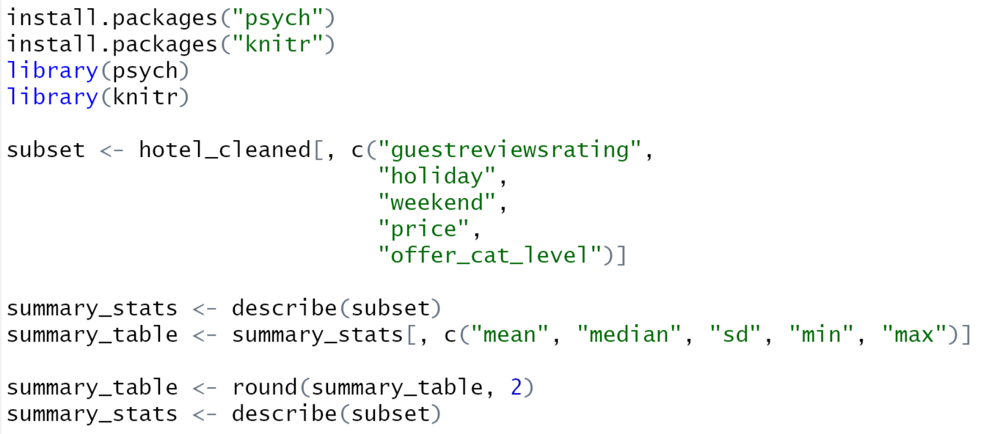 install.packages("psych")
install.packages("knitr")
library(psych)
library(knitr)
subset <- hotel_cleaned[, c("guestreviewsrating",
"holiday",
"weekend",
"price",
"offer_cat_level")]
summary_stats <- describe(subset)
summary_table <- summary_stats[, c("mean", "median", "sd", "min", "max")]
summary_table <- round(summary_table, 2)
summary_stats <- describe(subset)